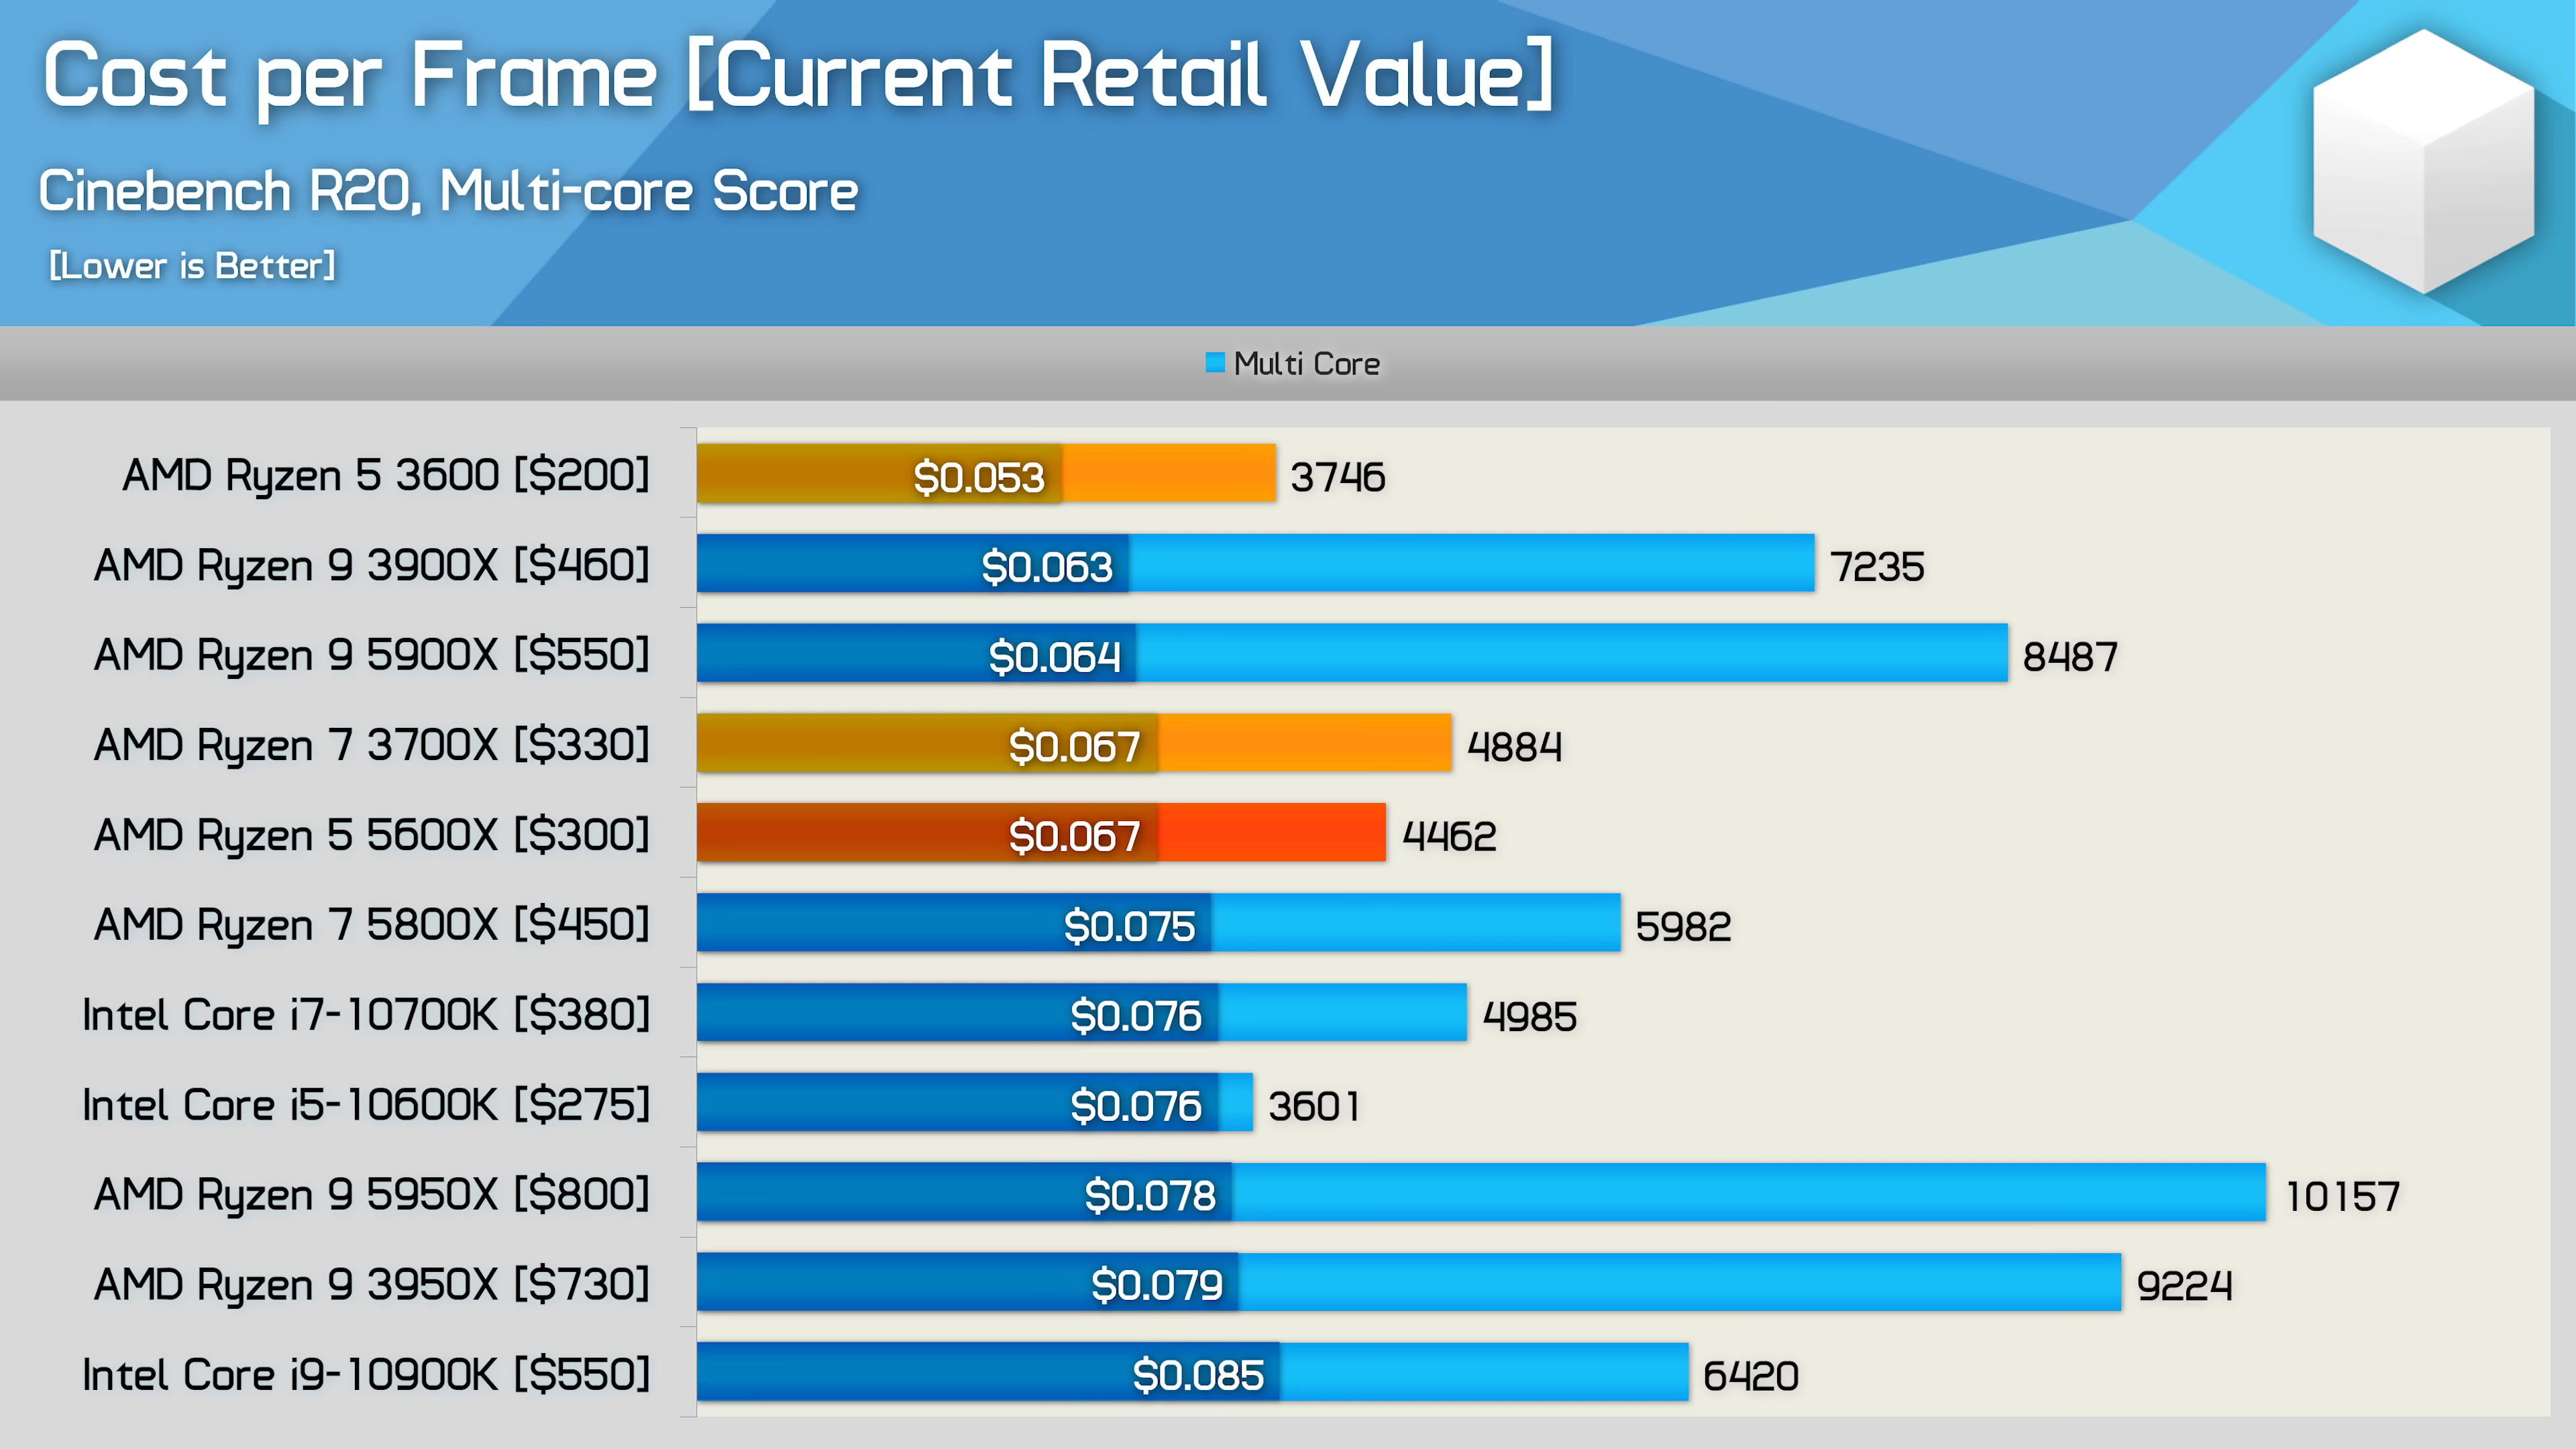 Cost per Frame [Current Retail Value]
Cinebench R20, Multi-core Score
[Lower is Better]
Multi Core
AMD Ryzen 5 3600 [$200] $0.053 3746
AMD Ryzen 9 3900X [$460] $0.063 7235
AMD Ryzen 9 5900X [$550] $0.064 8487
AMD Ryzen 7 3700X [$330] $0.067 4884
AMD Ryzen 5 5600X [$300] $0.067 4462
AMD Ryzen 7 5800X [$450] $0.075 5982
Intel Core i7-10700K [$380] $0.076 4985
Intel Core i5-10600K [$275] $0.076 3601
AMD Ryzen 9 5950X [$800] $0.078 10157
AMD Ryzen 9 3950X [$730] $0.079 9224
Intel Core i9-10900K [$550] $0.085 6420